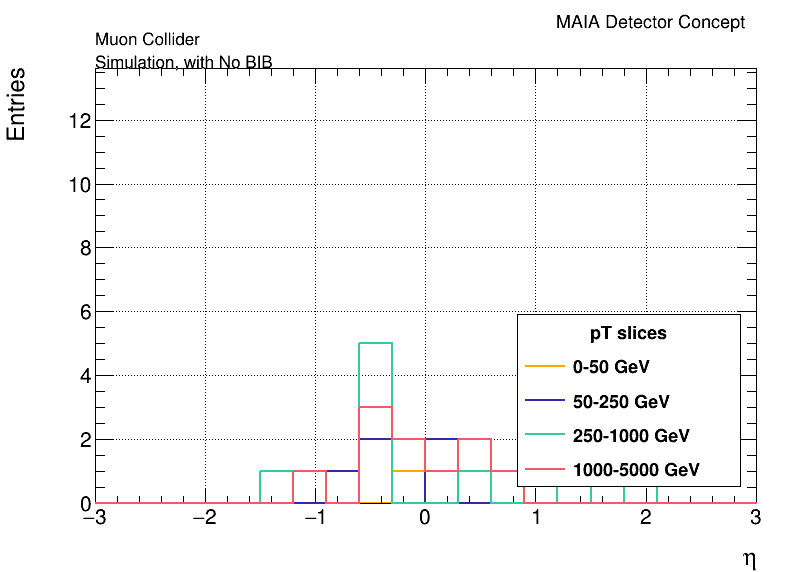 MAIA Detector Concept
Muon Collider
Simulation, with No BIB
Entries
12
10
8
6
4
2
0
pT slices
0-50 GeV
50-250 GeV
250-1000 GeV
1000-5000 GeV
−3 −2 −1 0 1 2 3
η